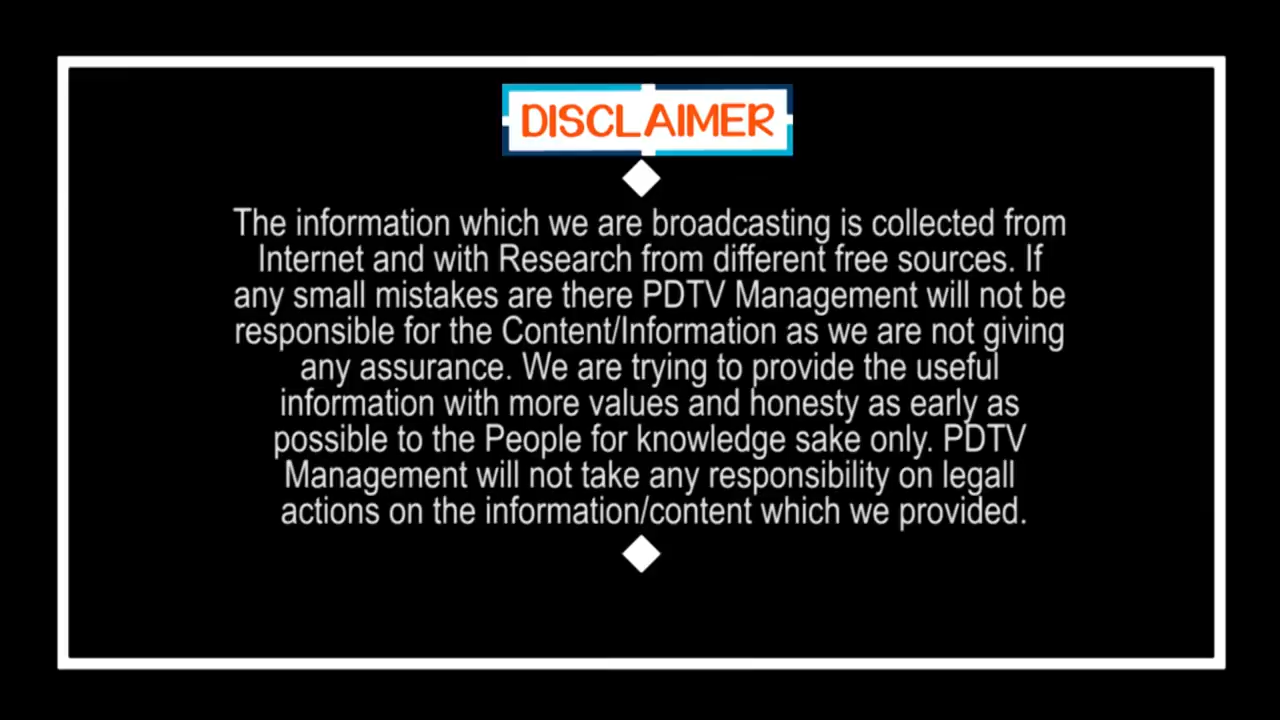 DISCLAIMER
The information which we are broadcasting is collected from
Internet and with Research from different free sources. If
any small mistakes are there PDTV Management will not be
responsible for the Content/Information as we are not giving
any assurance. We are trying to provide the useful
information with more values and honesty as early as
possible to the People for knowledge sake only. PDTV
Management will not take any responsibility on legall
actions on the information/content which we provided.